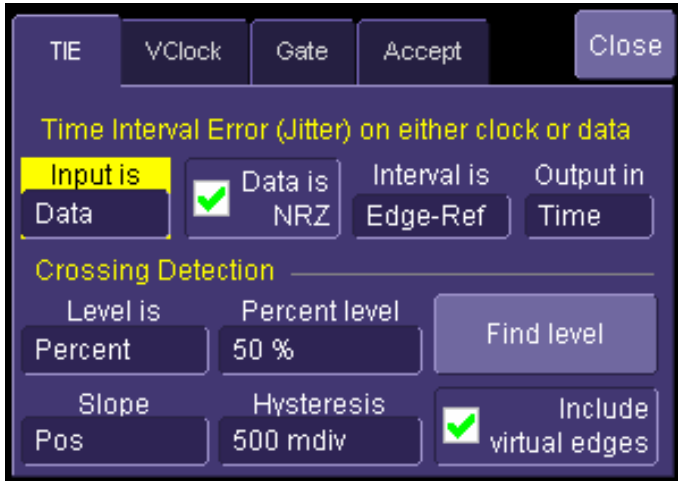 TIE VClock Gate Accept Close
Time Interval Error (Jitter) on either clock or data
Input is
Data
Data is
NRZ
Interval is
Edge-Ref
Output in
Time
Crossing Detection
Level is
Percent
Percent level
50 %
Find level
Slope
Pos
Hysteresis
500 mdiv
Include
virtual edges